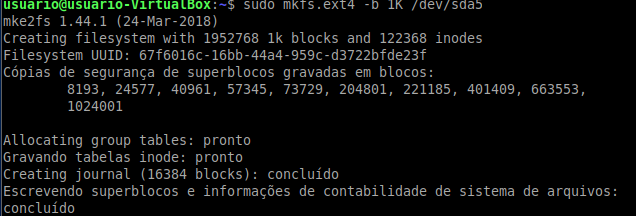 usuario@usuario-VirtualBox:~$ sudo mkfs.ext4 -b 1K /dev/sda5
mke2fs 1.44.1 (24-Mar-2018)
Creating filesystem with 1952768 1k blocks and 122368 inodes
Filesystem UUID: 67f6016c-16bb-44a4-959c-d3722bfde23f
Cópias de segurança de superblocos gravadas em blocos:
8193, 24577, 40961, 57345, 73729, 204801, 221185, 401409, 663553,
1024001
Allocating group tables: pronto
Gravando tabelas inode: pronto
Creating journal (16384 blocks): concluído
Escrevendo superblocos e informações de contabilidade de sistema de arquivos:
concluído